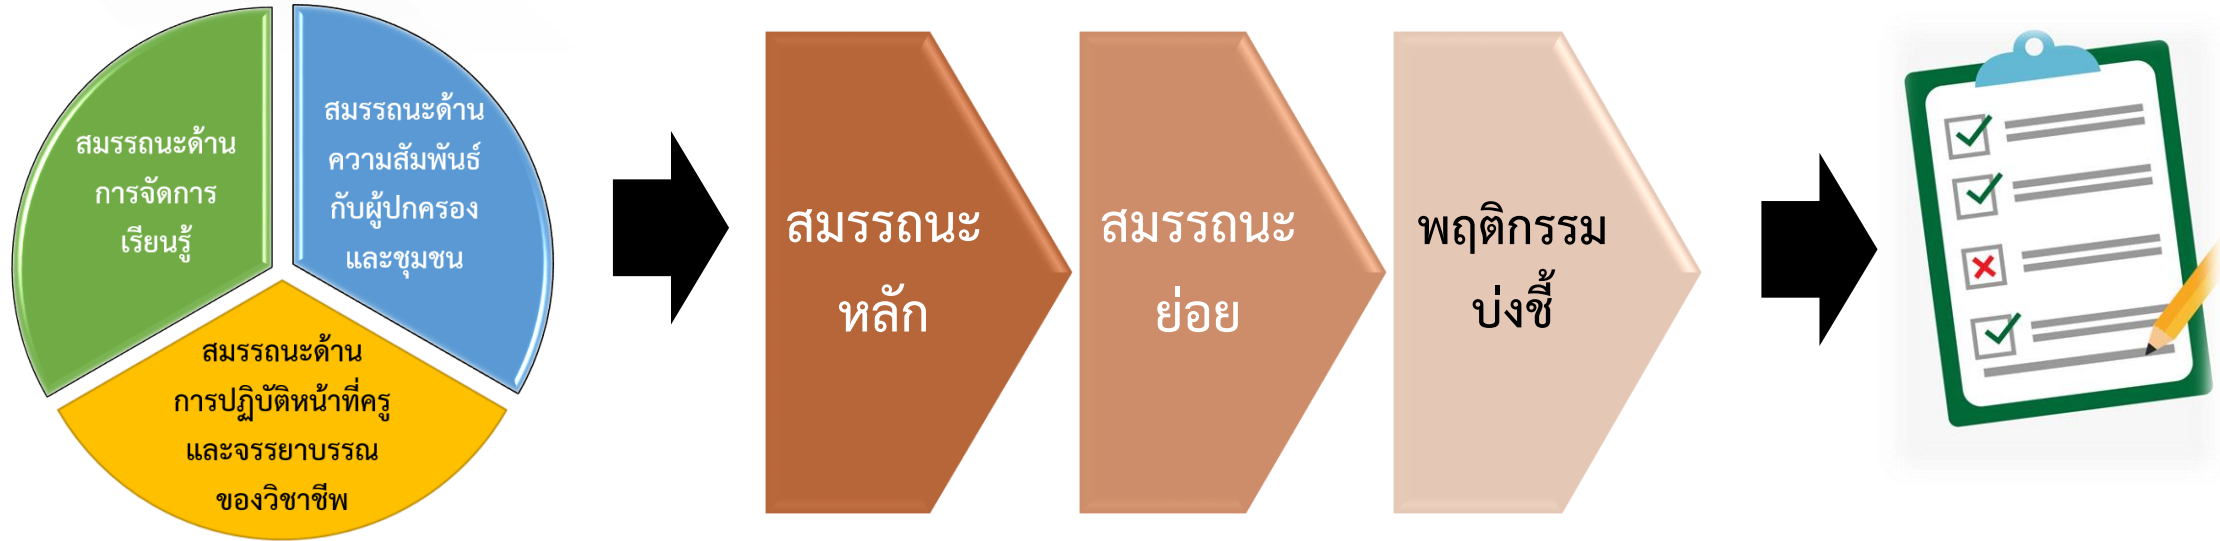 สมรรถนะด้าน
การจัดการ
เรียนรู้
สมรรถนะด้าน
ความสัมพันธ์
กับผู้ปกครอง
และชุมชน
สมรรถนะด้าน
การปฏิบัติหน้าที่ครู
และจรรยาบรรณ
ของวิชาชีพ
สมรรถนะ
หลัก
สมรรถนะ
ย่อย
พฤติกรรม
บ่งชี้